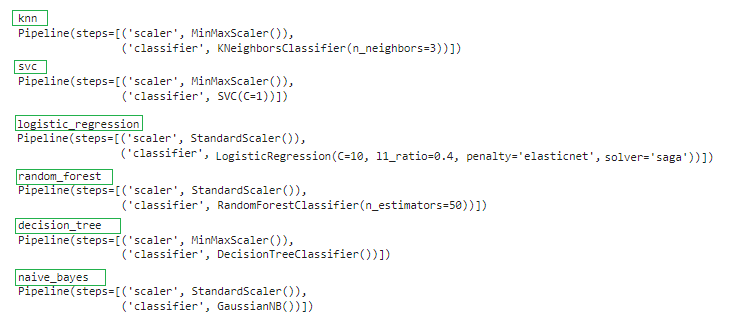 knn
Pipeline(steps=[('scaler', MinMaxScaler()),
('classifier', KNeighborsClassifier(n_neighbors=3))])
svc
Pipeline(steps=[('scaler', MinMaxScaler()),
('classifier', SVC(C=1))])
logistic_regression
Pipeline(steps=[('scaler', StandardScaler()),
('classifier', LogisticRegression(C=10, l1_ratio=0.4, penalty='elasticnet', solver='saga'))])
random_forest
Pipeline(steps=[('scaler', StandardScaler()),
('classifier', RandomForestClassifier(n_estimators=50))])
decision_tree
Pipeline(steps=[('scaler', MinMaxScaler()),
('classifier', DecisionTreeClassifier())])
naive_bayes
Pipeline(steps=[('scaler', StandardScaler()),
('classifier', GaussianNB())])